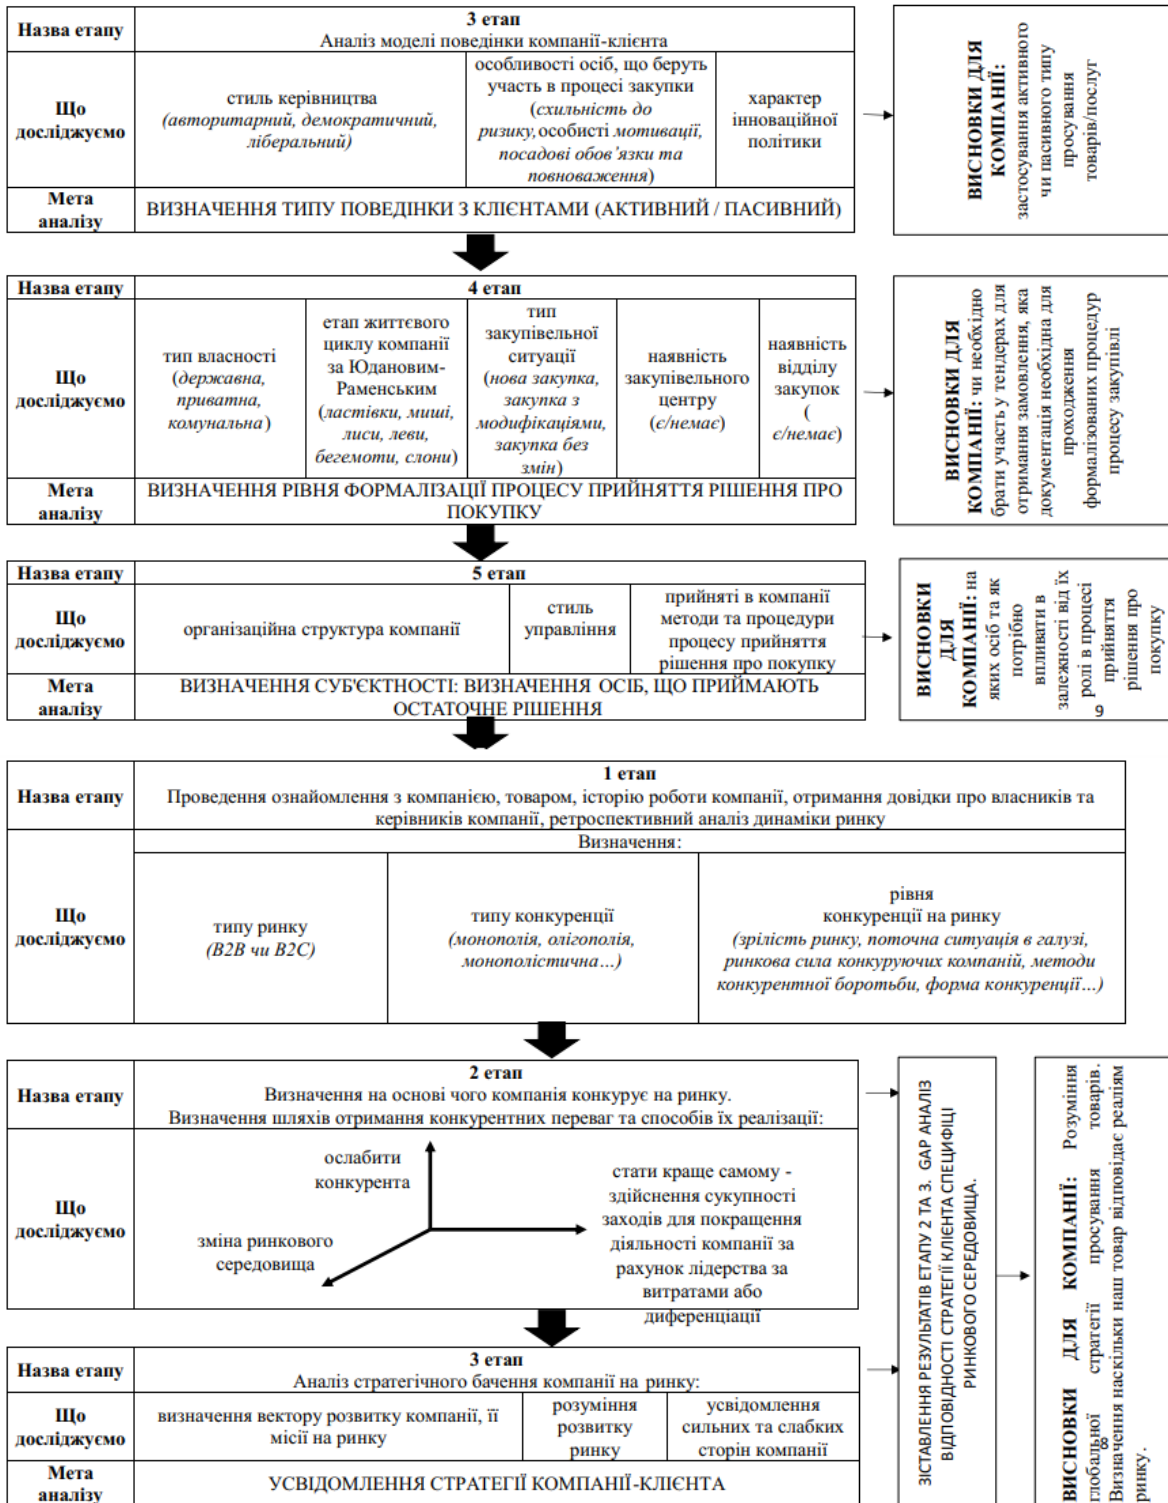 Назва етапу
3 етап
Аналіз моделі поведінки компанії-клієнта
Що
досліджуємо
стиль керівництва
(авторитарний, демократичний,
ліберальний)
особливості осіб, що беруть
участь в процесі закупки
(схильність до
ризику, особисті мотивації,
посадові обов'язки та
повноваження)
характер
інноваційної
політики
Мета
аналізу
ВИЗНАЧЕННЯ ТИПУ ПОВЕДІНКИ З КЛІЄНТАМИ (АКТИВНИЙ / ПАСИВНИЙ)
ВИСНОВКИ ДЛЯ
КОМПАНІЇ:
застосування активного
чи пасивного типу
просування
товарів/послуг
Назва етапу
4 етап
Що
досліджуємо
тип власності
(державна,
приватна,
комунальна)
етап життєвого
циклу компанії
за Юдановим-
Раменським
(ластівки, миші,
лиси, леви,
бегемоти, слони)
тип
закупівельної
ситуації
(нова закупка,
закупка з
модифікаціями,
закупка без
змін)
наявність
закупівельного
центру
(є/немає)
наявність
відділу
закупок
(
є/немає)
Мета
аналізу
ВИЗНАЧЕННЯ РІВНЯ ФОРМАЛІЗАЦІЇ ПРОЦЕСУ ПРИЙНЯТТЯ РІШЕННЯ ПРО
ПОКУПКУ
ВИСНОВКИ ДЛЯ
КОМПАНІЇ: чи необхідно
брати участь у тендерах для
отримання замовлення, яка
документація необхідна для
проходження
формалізованих процедур
процесу закупівлі
Назва етапу
5 етап
Що
досліджуємо
організаційна структура компанії
стиль
управління
прийняті в компанії
методи та процедури
процесу прийняття
рішення про покупку
Мета
аналізу
ВИЗНАЧЕННЯ СУБ'ЄКТНОСТІ: ВИЗНАЧЕННЯ ОСІБ, ЩО ПРИЙМАЮТЬ
ОСТАТОЧНЕ РІШЕННЯ
ВИСНОВКИ
ДЛЯ
КОМПАНІЇ: на
яких осіб та як
потрібно
впливати в
залежності від їх
ролі в процесі
прийняття
рішення про
покупку
9
Назва етапу
1 етап
Проведення ознайомлення з компанією, товаром, історію роботи компанії, отримання довідки про власників та
керівників компанії, ретроспективний аналіз динаміки ринку
Що
досліджуємо
Визначення:
типу ринку
(B2B чи B2C)
типу конкуренції
(монополія, олігополія,
монополістична…)
рівня
конкуренції на ринку
(зрілість ринку, поточна ситуація в галузі,
ринкова сила конкуруючих компаній, методи
конкурентної боротьби, форма конкуренції…)
Назва етапу
2 етап
Визначення на основі чого компанія конкурує на ринку.
Визначення шляхів отримання конкурентних переваг та способів їх реалізації:
Що
досліджуємо
ослабити
конкурента
зміна ринкового
середовища
стати краще самому -
здійснення сукупності
заходів для покращення
діяльності компанії за
рахунок лідерства за
витратами або
диференціації
Назва етапу
3 етап
Аналіз стратегічного бачення компанії на ринку:
Що
досліджуємо
визначення вектору розвитку компанії, її
місії на ринку
розуміння
розвитку
ринку
усвідомлення
сильних та слабких
сторін компанії
Мета
аналізу
УСВІДОМЛЕННЯ СТРАТЕГІЇ КОМПАНІЇ-КЛІЄНТА
ЗІСТАВЛЕННЯ РЕЗУЛЬТАТІВ ЕТАПУ 2 ТА 3. GAP АНАЛІЗ
ВІДПОВІДНОСТІ СТРАТЕГІЇ КЛІЄНТА СПЕЦИФІЦІ
РИНКОВОГО СЕРЕДОВИЩА.
ВИСНОВКИ ДЛЯ КОМПАНІЇ: Розуміння
глобальної стратегії просування товарів.
Визначення наскільки наш товар відповідає реаліям
ринку.
8